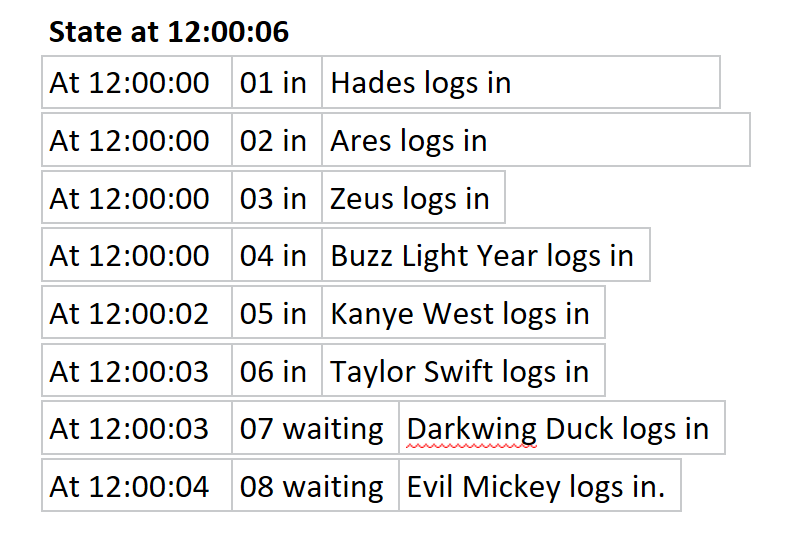 State at 12:00:06
At 12:00:00 01 in Hades logs in
At 12:00:00 02 in Ares logs in
At 12:00:00 03 in Zeus logs in
At 12:00:00 04 in Buzz Light Year logs in
At 12:00:02 05 in Kanye West logs in
At 12:00:03 06 in Taylor Swift logs in
At 12:00:03 07 waiting Darkwing Duck logs in
At 12:00:04 08 waiting Evil Mickey logs in.